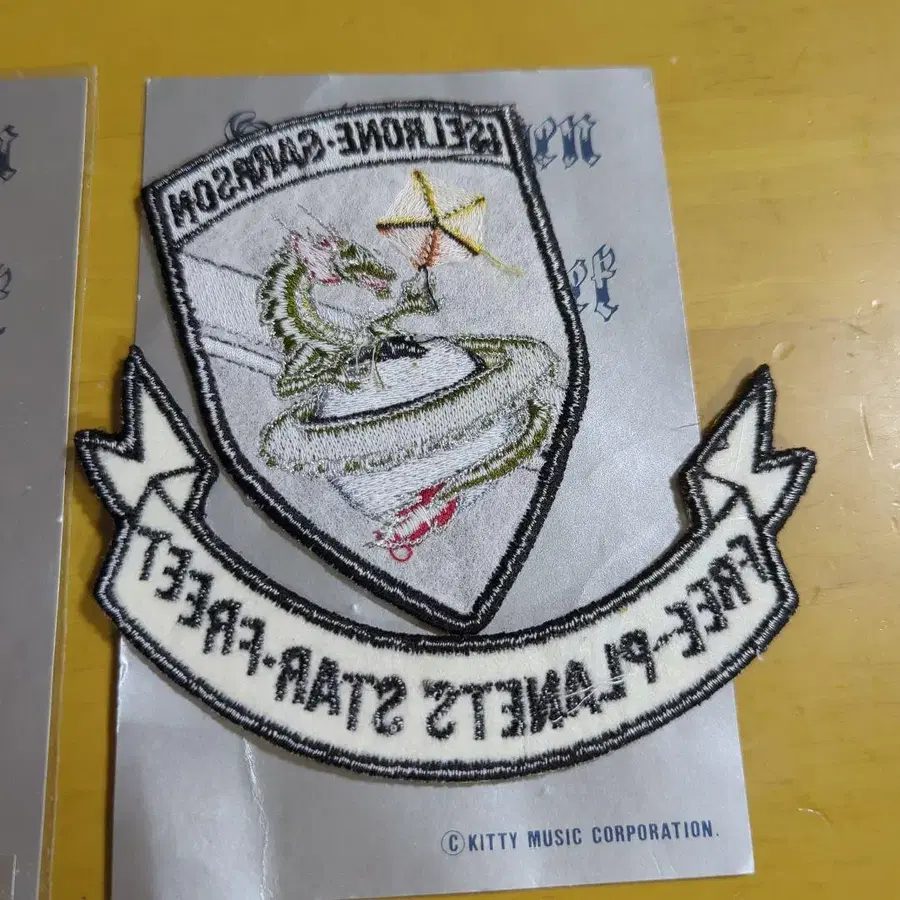 ISELRONE·GARRSON
FREE-PLANETS STAR·FREET
©KITTY MUSIC CORPORATION.